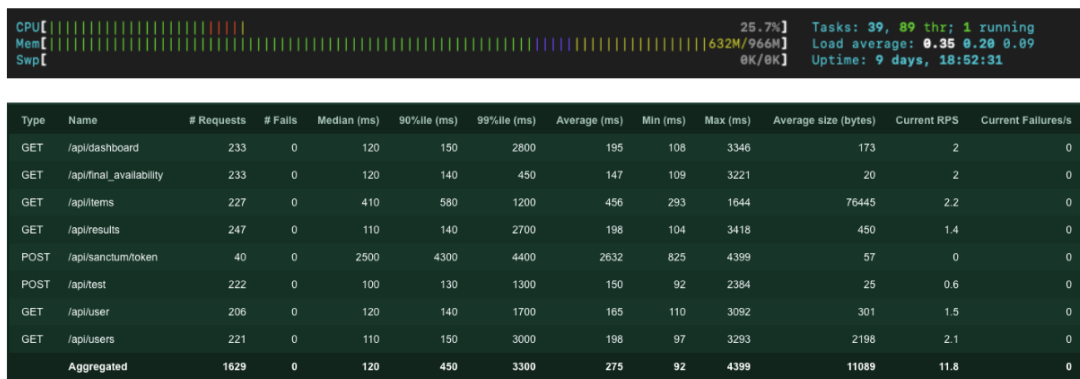 CPU[ 25.7%] Tasks: 39, 89 thr; 1 running
Mem[ 632M/966M] Load average: 0.35 0.20 0.09
Swp[ 0K/0K] Uptime: 9 days, 18:52:31
Type Name # Requests # Fails Median (ms) 90%ile (ms) 99%ile (ms) Average (ms) Min (ms) Max (ms) Average size (bytes) Current RPS Current Failures/s
GET /api/dashboard 233 0 120 150 2800 195 108 3346 173 2 0
GET /api/final_availability 233 0 120 140 450 147 109 3221 20 2 0
GET /api/items 227 0 410 580 1200 456 293 1644 76445 2.2 0
GET /api/results 247 0 110 140 2700 198 104 3418 450 1.4 0
POST /api/sanctum/token 40 0 2500 4300 4400 2632 825 4399 57 0 0
POST /api/test 222 0 100 130 1300 150 92 2384 25 0.6 0
GET /api/user 206 0 120 140 1700 165 110 3092 301 1.5 0
GET /api/users 221 0 110 150 3000 198 97 3293 2198 2.1 0
Aggregated 1629 0 120 450 3300 275 92 4399 11089 11.8 0